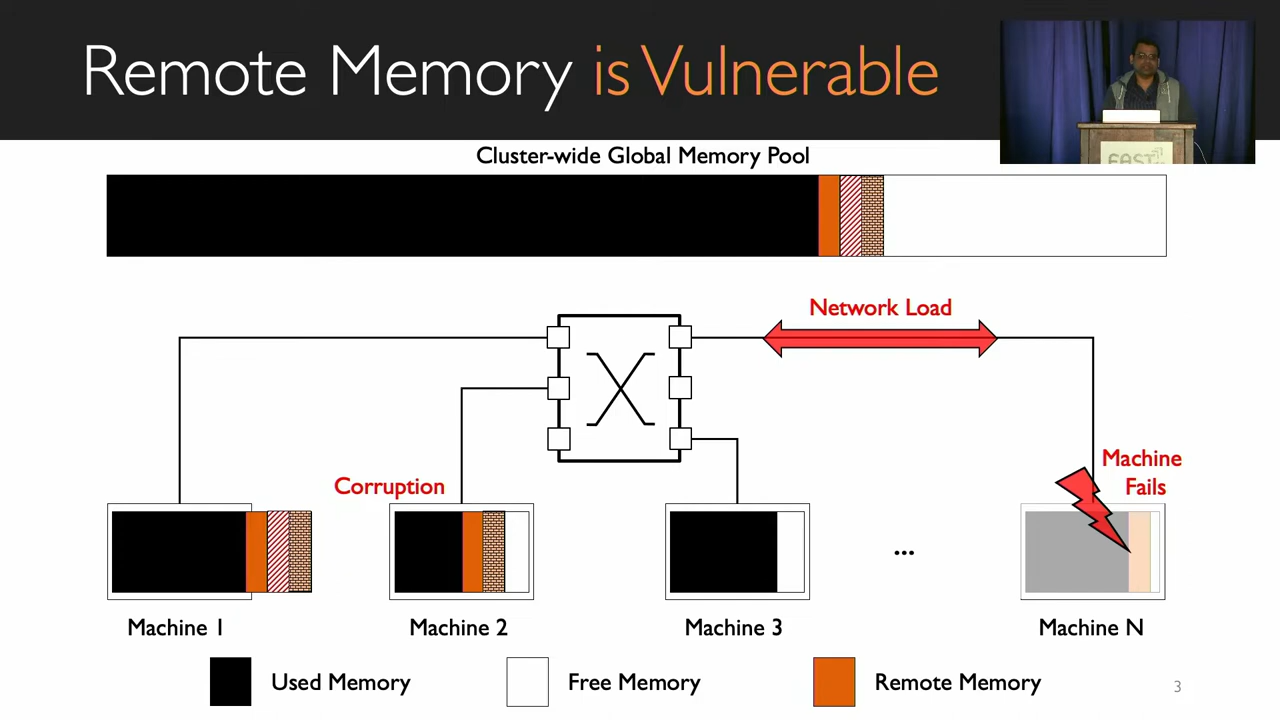 Remote Memory is Vulnerable
FAST
Cluster-wide Global Memory Pool
Network Load
Corruption
Machine
Fails
...
Machine 1
Machine 2
Machine 3
Machine N
Used Memory
Free Memory
Remote Memory
3